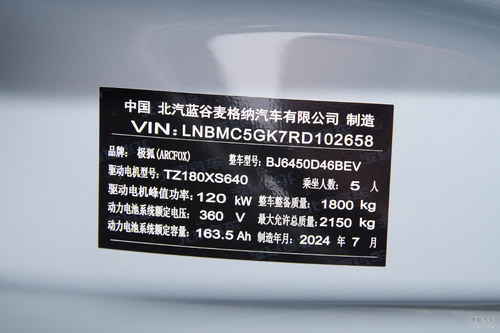 中国 北汽蓝谷麦格纳汽车有限公司 制造
VIN: LNBMC5GK7RD102658
品牌: 极狐(ARCFOX) 整车型号: BJ6450D46BEV
驱动电机型号: TZ180XS640 乘坐人数: 5 人
驱动电机峰值功率: 120 kW 整车整备质量: 1800 kg
动力电池系统额定电压: 360 V 最大允许总质量: 2150 kg
动力电池系统额定容量: 163.5 Ah 制造年月: 2024 年 7 月